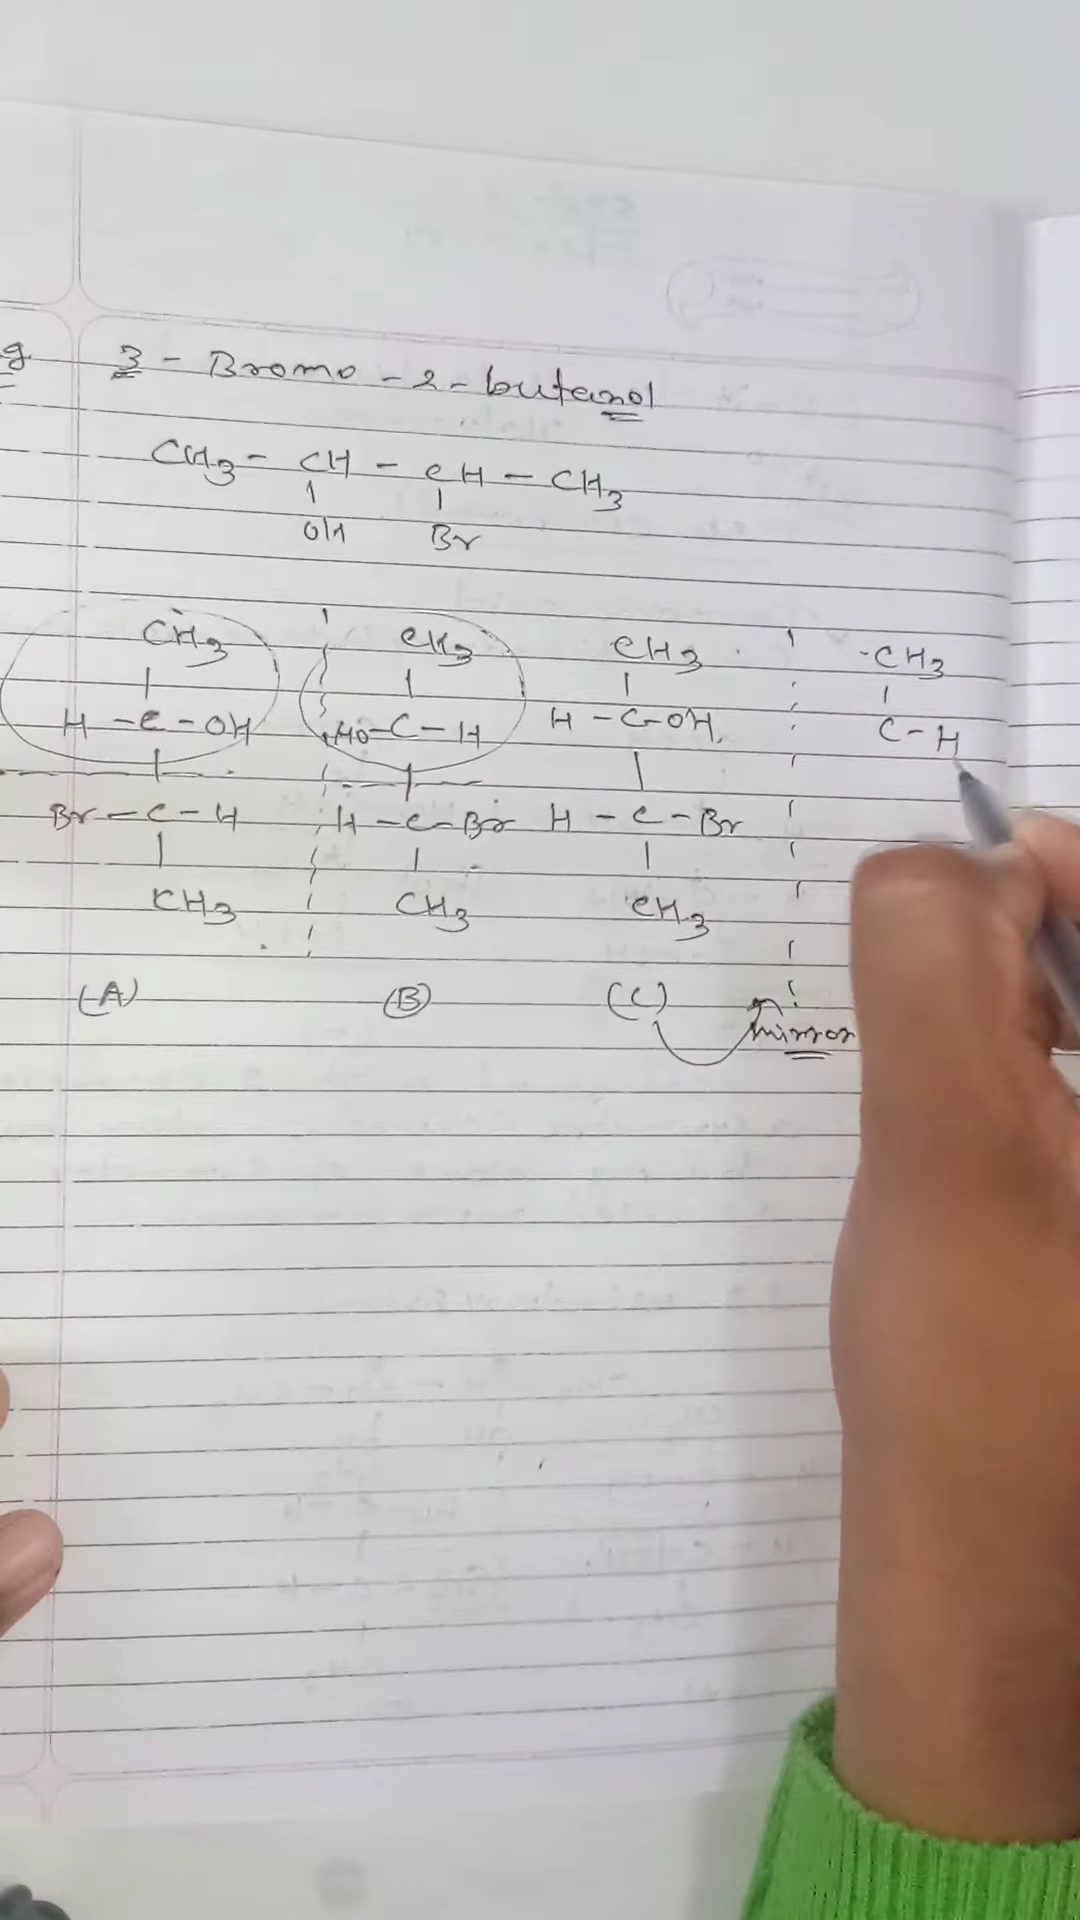 g 3 - Bromo - 2 - butanol
CH3 - CH - CH - CH3
OH Br
CH3 CH3 CH3 CH3
H - C - OH HO - C - H H - C - OH C - H
Br - C - H H - C - Br H - C - Br
CH3 CH3 CH3
(A) (B) (C)
mirror